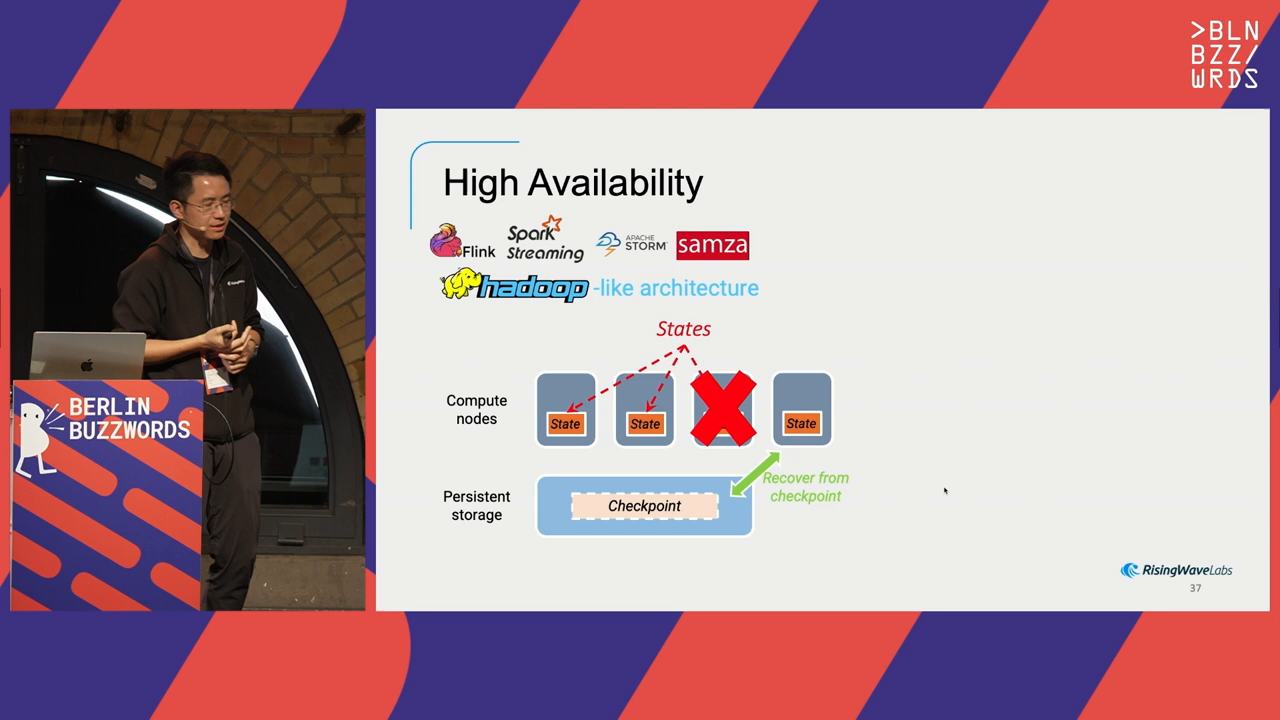 >BLN
BZZ/
WRDS
High Availability
Flink
Spark
Streaming
APACHE
STORM
samza
hadoop -like architecture
States
Compute
nodes
State
State
State
Recover from
checkpoint
Persistent
storage
Checkpoint
RisingWaveLabs
37
BERLIN
BUZZWORDS